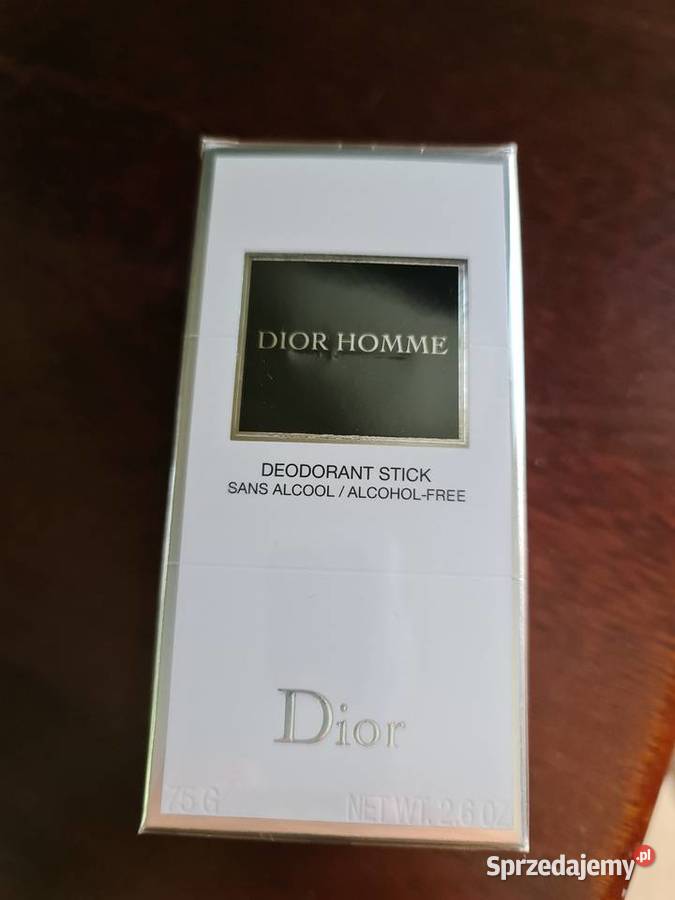 DIOR HOMME
DEODORANT STICK
SANS ALCOOL / ALCOHOL-FREE
Dior
75 G NET WT. 2.6 OZ
Sprzedajemy.pl